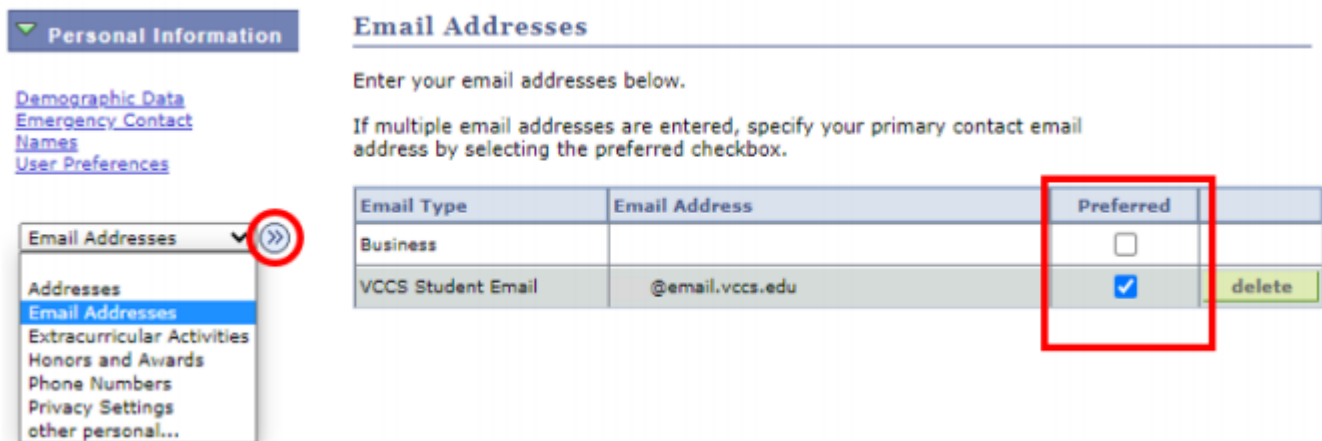 Personal Information
Demographic Data
Emergency Contact
Names
User Preferences
Email Addresses
Addresses
Email Addresses
Extracurricular Activities
Honors and Awards
Phone Numbers
Privacy Settings
other personal...
Email Addresses
Enter your email addresses below.
If multiple email addresses are entered, specify your primary contact email
address by selecting the preferred checkbox.
Email Type Email Address Preferred
Business
VCCS Student Email @email.vccs.edu delete